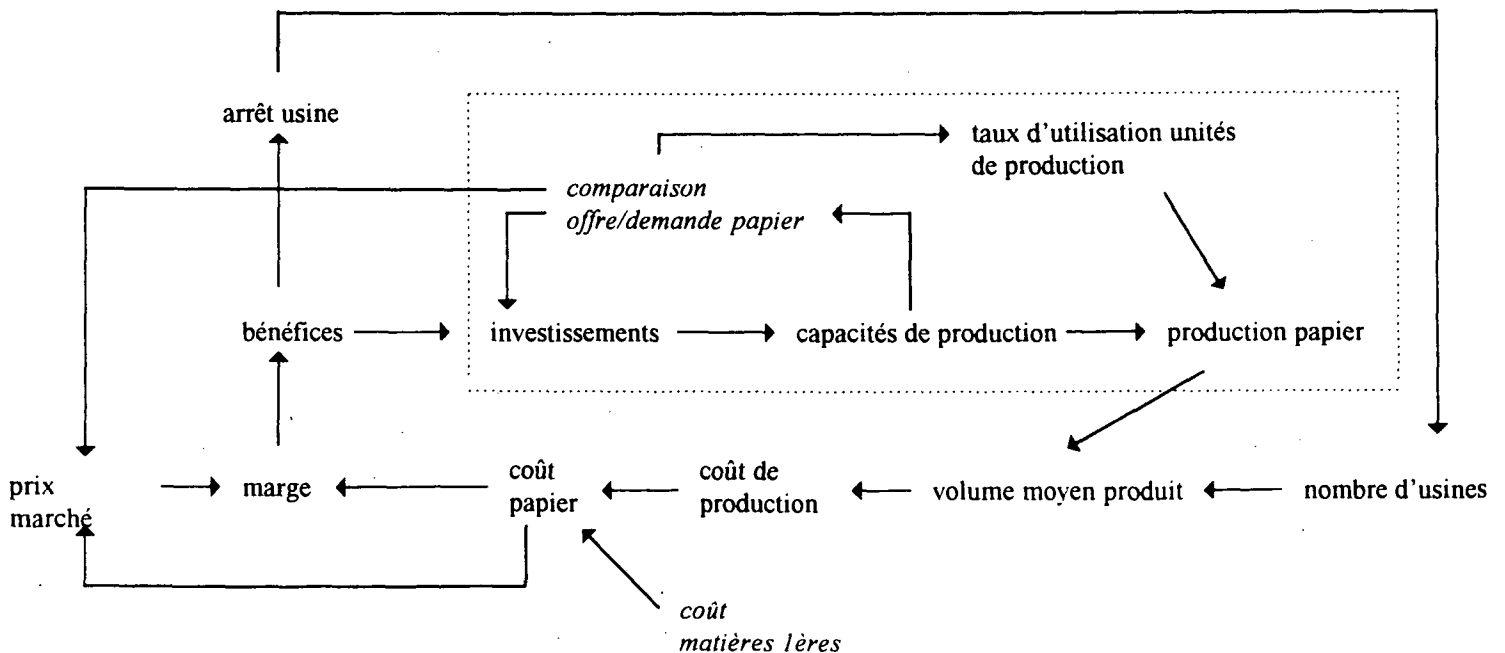 arrêt usine
taux d'utilisation unités
de production
comparaison
offre/demande papier
bénéfices
investissements
capacités de production
production papier
prix
marché
marge
coût
papier
coût de
production
volume moyen produit
nombre d'usines
coût
matières 1ères